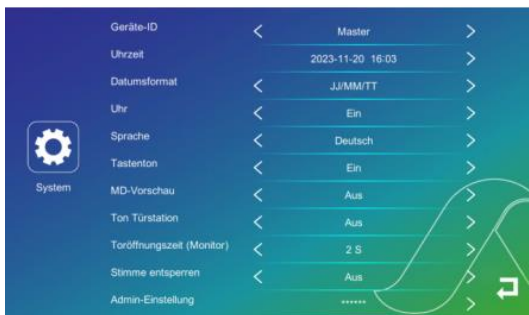 Geräte-ID < Master >
Uhrzeit 2023-11-20 16:03 >
Datumsformat < JJ/MM/TT >
Uhr < Ein >
Sprache < Deutsch >
Tastenton < Ein >
System
MD-Vorschau < Aus >
Ton Türstation < Aus >
Toröffnungszeit (Monitor) < 2 S >
Stimme entsperren < Aus >
Admin-Einstellung ****** >